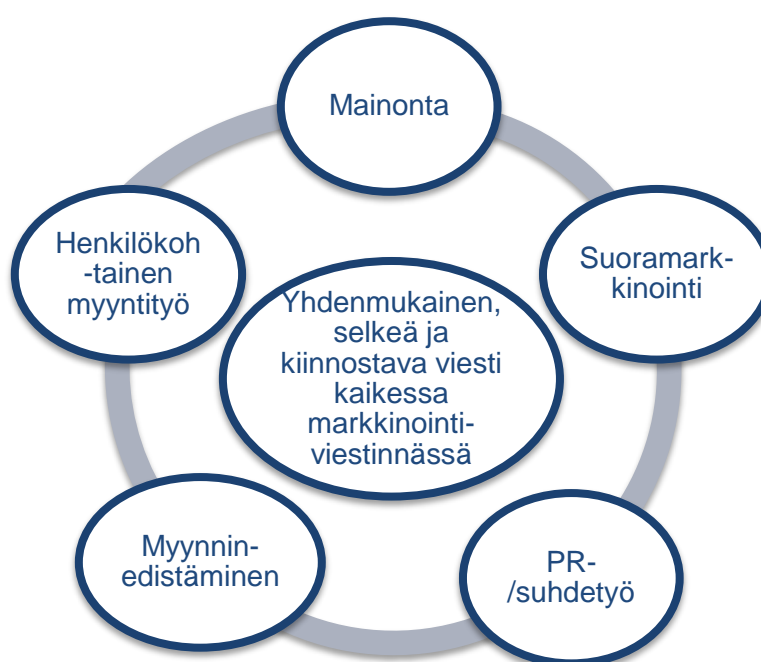 Mainonta
Suoramark-
kinointi
PR-
/suhdetyö
Myynnin-
edistäminen
Henkilökoh
-tainen
myyntityö
Yhdenmukainen,
selkeä ja
kiinnostava viesti
kaikessa
markkinointi-
viestinnässä